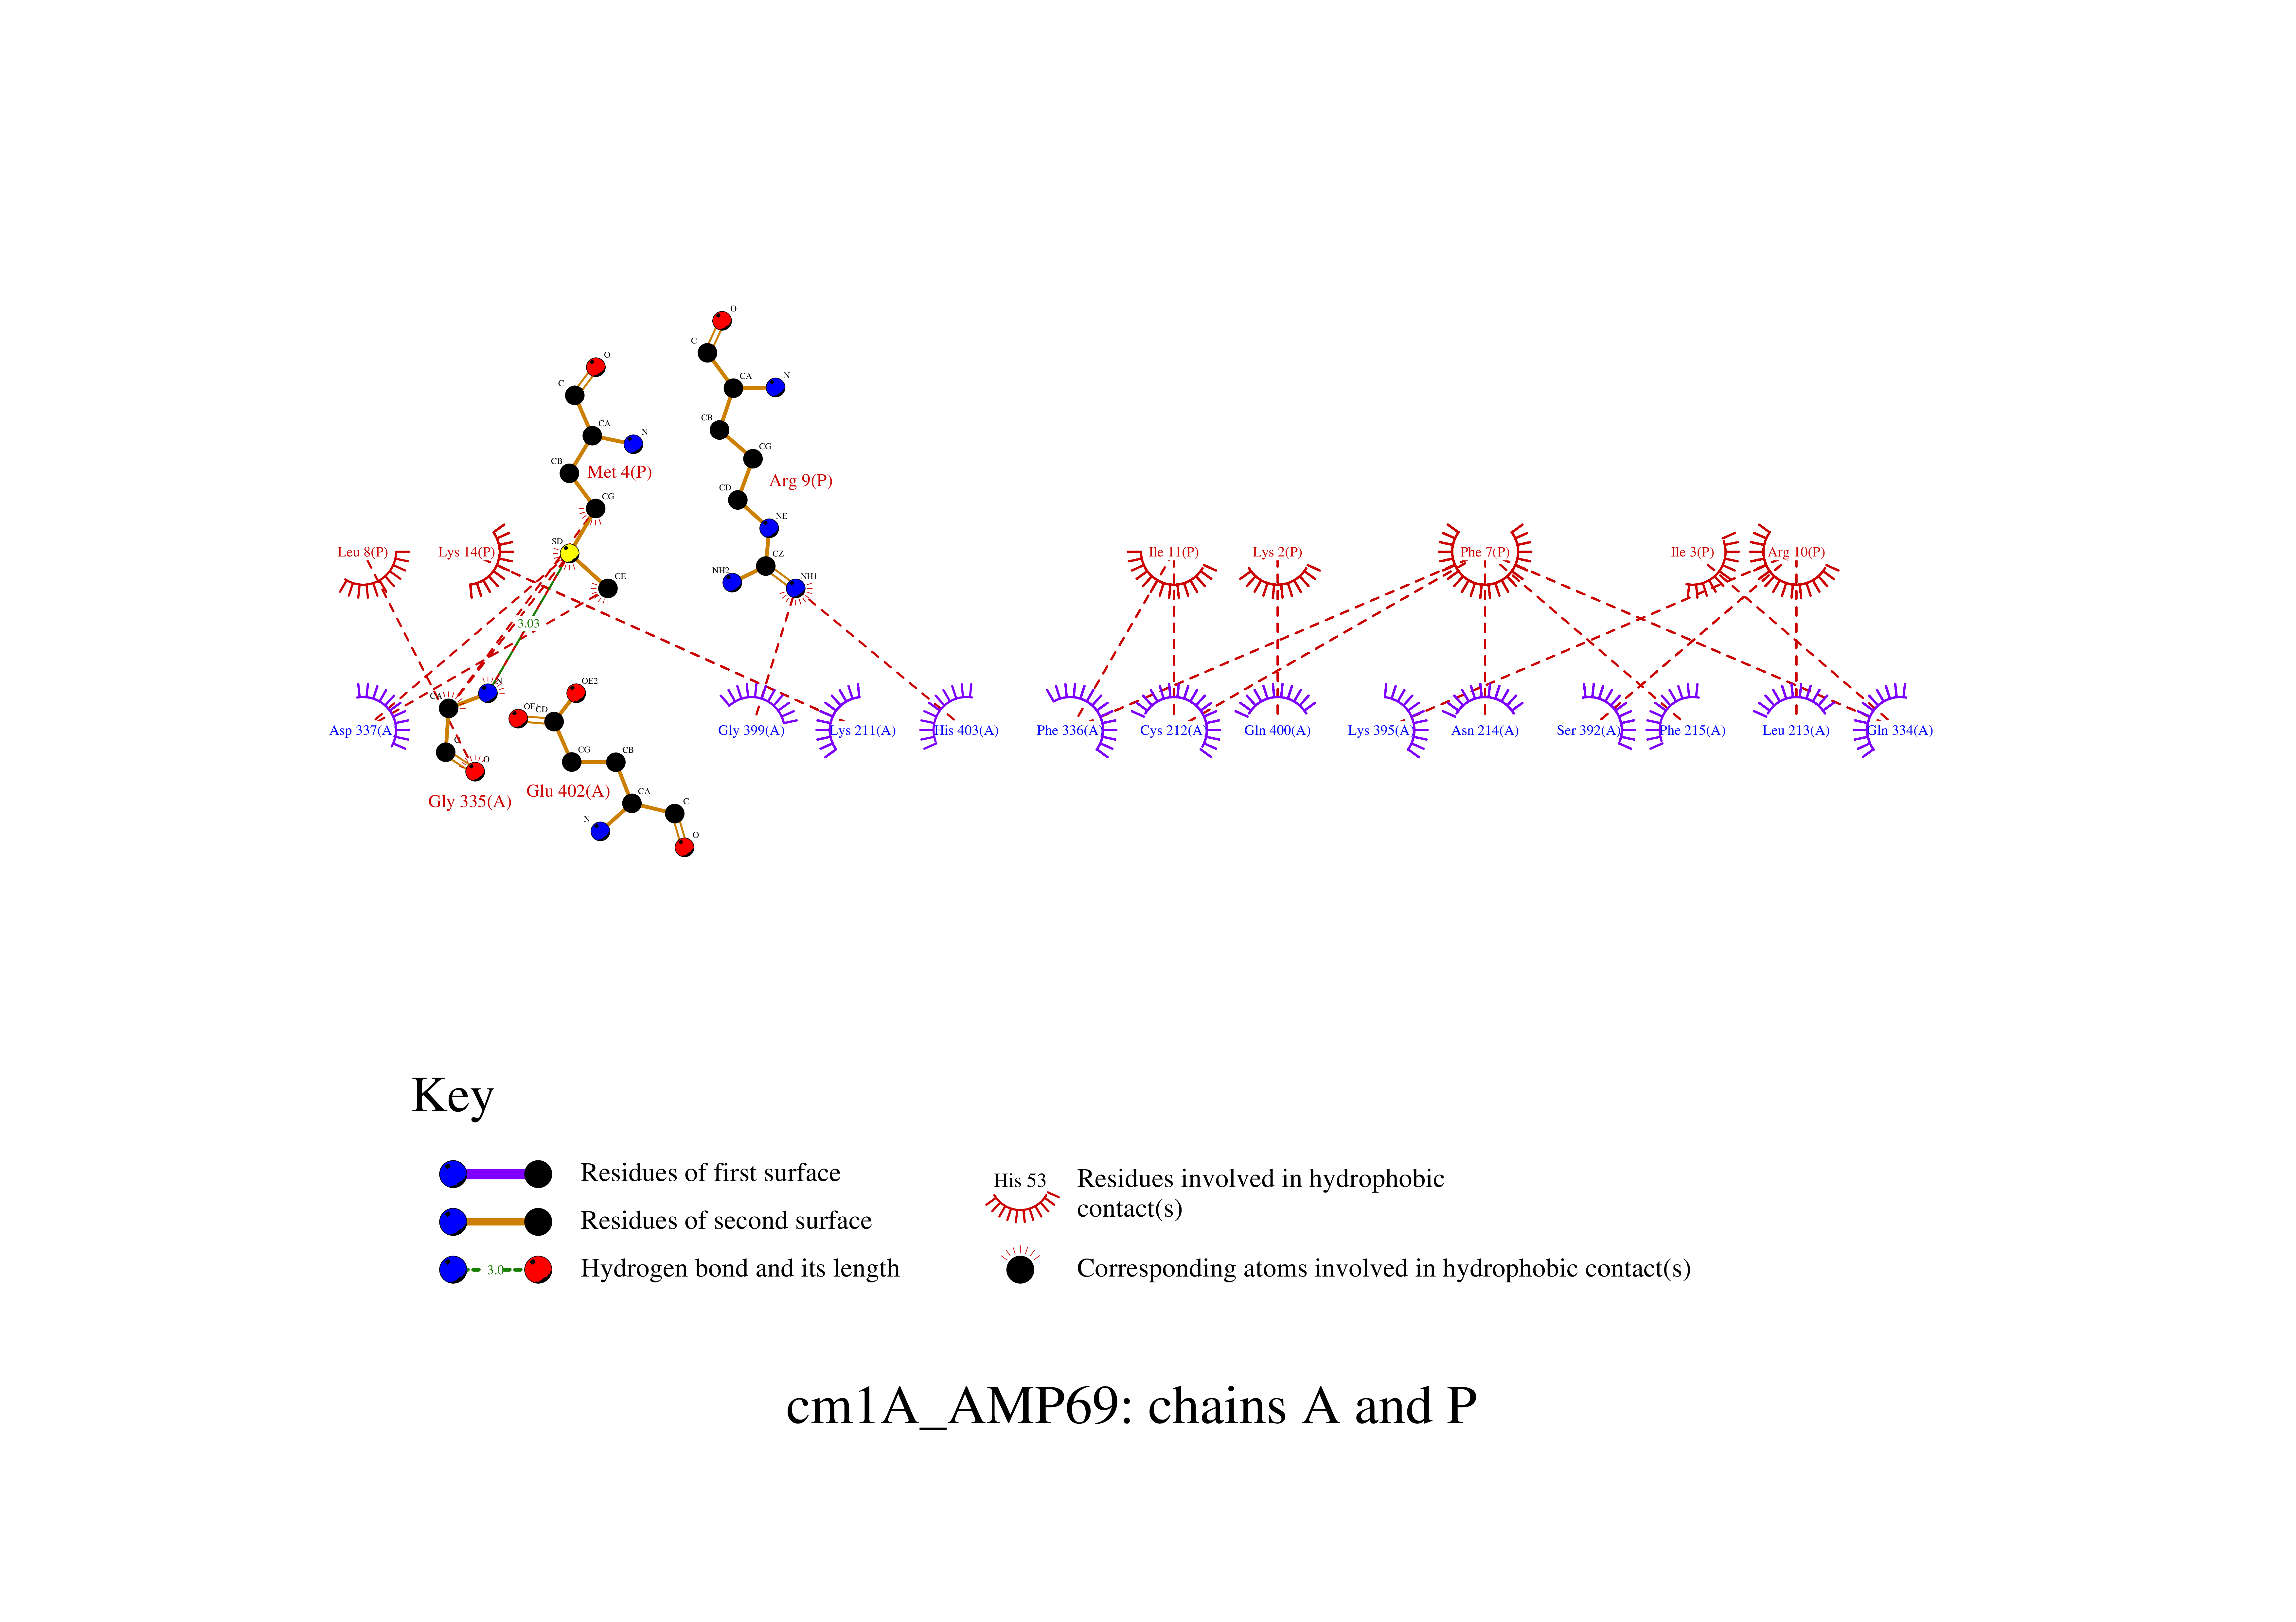 O
C
CA
N
CB
CG
SD
CE
Met 4(P)
O
C
CA
N
CB
CG
CD
NE
CZ
NH2
NH1
Arg 9(P)
Leu 8(P)
Lys 14(P)
Ile 11(P)
Lys 2(P)
Phe 7(P)
Ile 3(P)
Arg 10(P)
3.03
N
CA
C
O
Gly 335(A)
OE2
OE1
CD
CG
CB
CA
C
N
O
Glu 402(A)
Asp 337(A)
Gly 399(A)
Lys 211(A)
His 403(A)
Phe 336(A)
Cys 212(A)
Gln 400(A)
Lys 395(A)
Asn 214(A)
Ser 392(A)
Phe 215(A)
Leu 213(A)
Gln 334(A)
Key
Residues of first surface
Residues of second surface
3.0
Hydrogen bond and its length
His 53
Residues involved in hydrophobic
contact(s)
Corresponding atoms involved in hydrophobic contact(s)
cm1A_AMP69: chains A and P